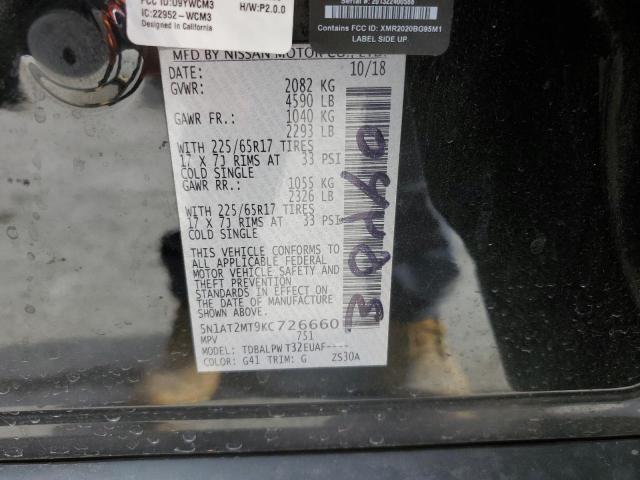 FCC ID:O9YWCM3
IC:22952-WCM3
Designed in California
H/W:P2.0.0
Contains FCC ID: XMR2020BG95M1
LABEL SIDE UP.
MFD BY NISSAN MOTOR CO., LTD.
DATE: 10/18
GVWR: 2082 KG
4590 LB
GAWR FR.: 1040 KG
2293 LB
WITH 225/65R17 TIRES
17 X 7J RIMS AT 33 PSI
COLD SINGLE
GAWR RR.: 1055 KG
2326 LB
WITH 225/65R17 TIRES
17 X 7J RIMS AT 33 PSI
COLD SINGLE
THIS VEHICLE CONFORMS TO
ALL APPLICABLE FEDERAL
MOTOR VEHICLE SAFETY AND
THEFT PREVENTION
STANDARDS IN EFFECT ON
THE DATE OF MANUFACTURE
SHOWN ABOVE.
5N1AT2MT9KC726660
MPV 751
MODEL: TDBALPW T32EUAF----
COLOR: G41 TRIM: G ZS30A